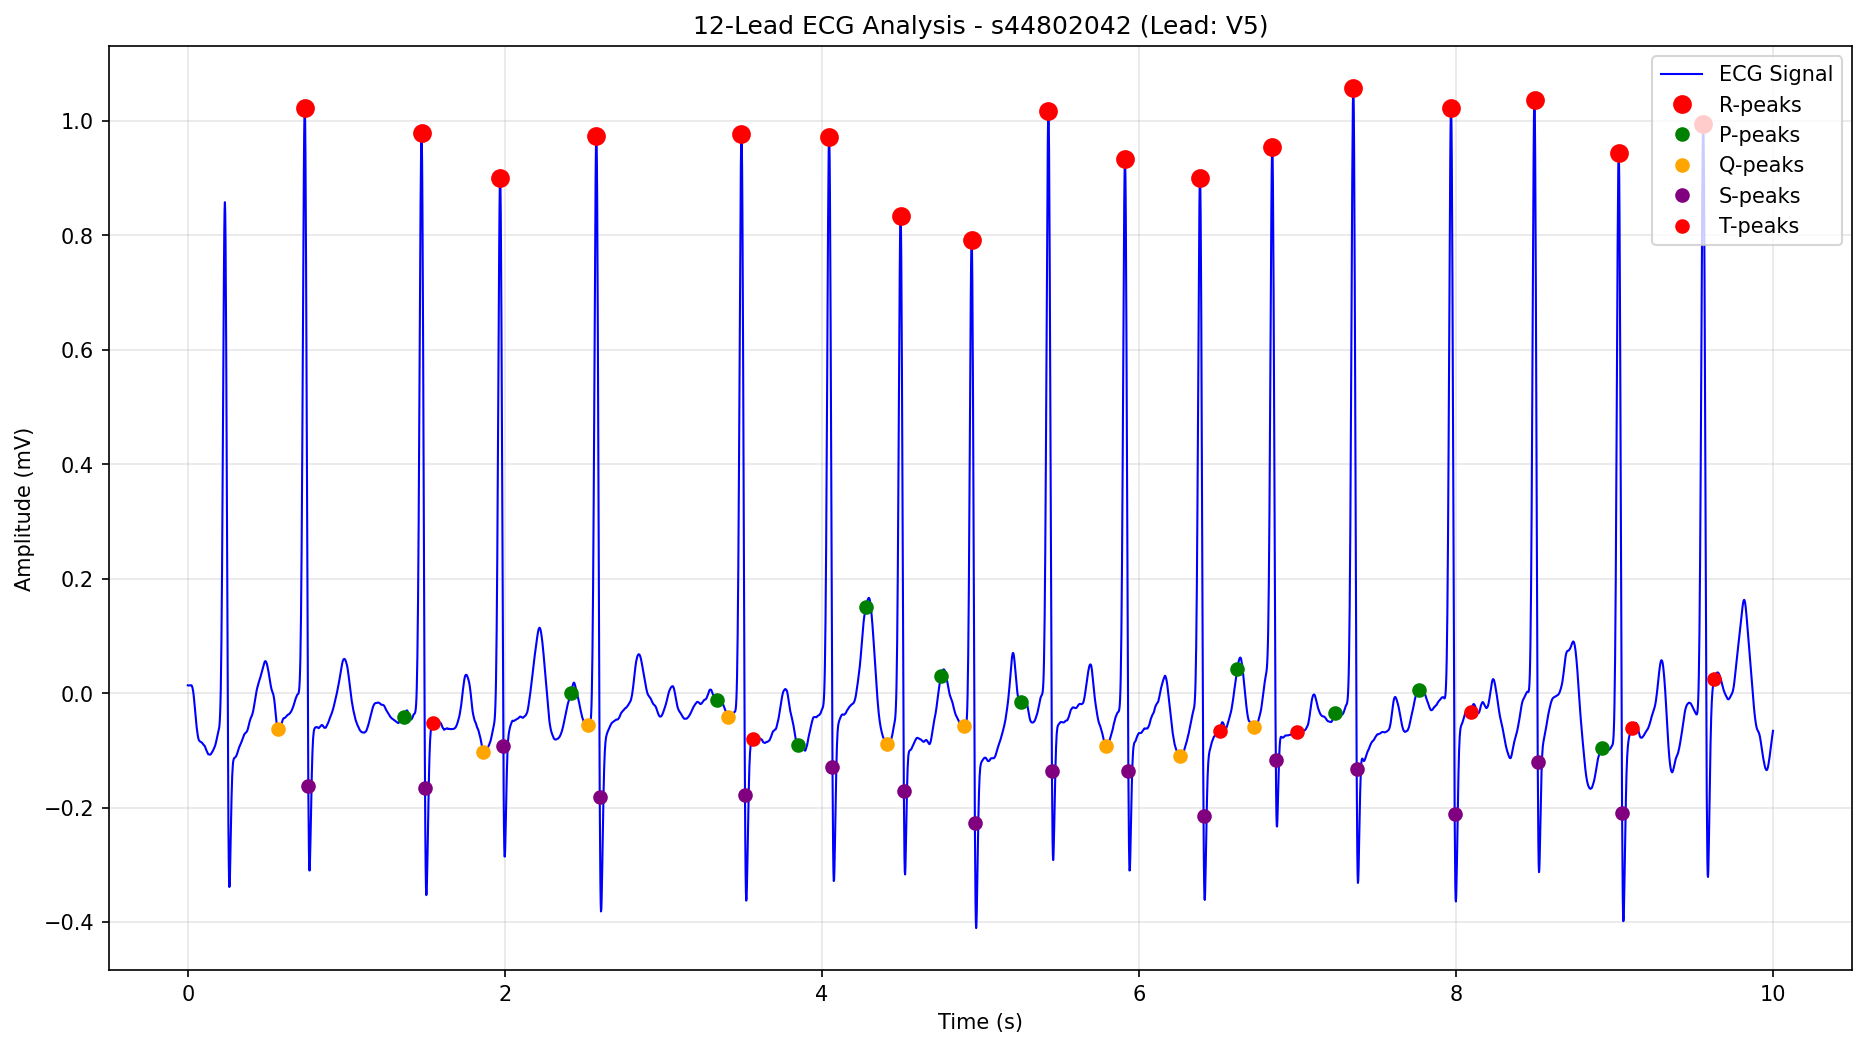 12-Lead ECG Analysis - s44802042 (Lead: V5)
ECG Signal
R-peaks
P-peaks
Q-peaks
S-peaks
T-peaks
Amplitude (mV)
1.0
0.8
0.6
0.4
0.2
0.0
−0.2
−0.4
0 2 4 6 8 10
Time (s)